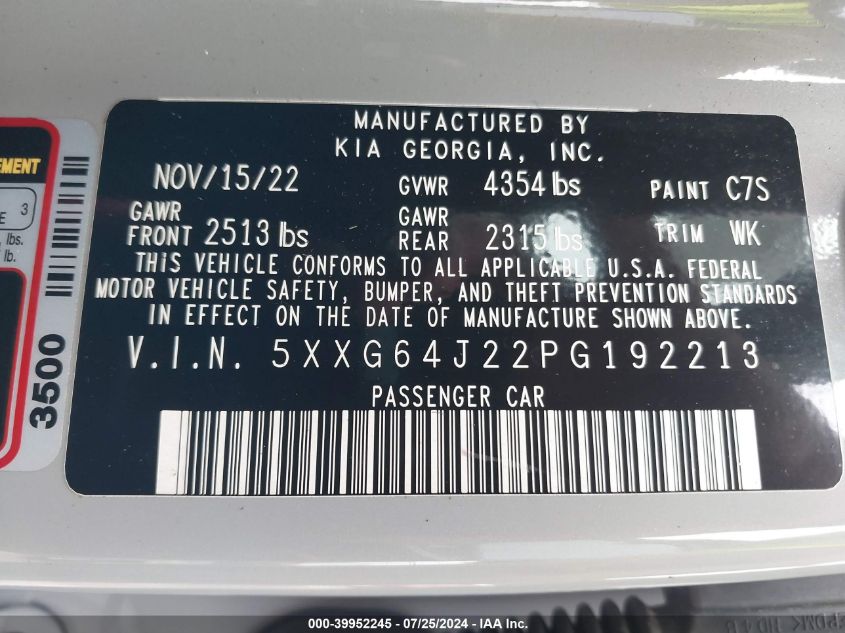 MANUFACTURED BY
KIA GEORGIA, INC.
NOV/15/22 GVWR 4354 lbs PAINT C7S
GAWR FRONT 2513 lbs GAWR REAR 2315 lbs TRIM WK
THIS VEHICLE CONFORMS TO ALL APPLICABLE U.S.A. FEDERAL
MOTOR VEHICLE SAFETY, BUMPER, AND THEFT PREVENTION STANDARDS
IN EFFECT ON THE DATE OF MANUFACTURE SHOWN ABOVE.
V.I.N. 5XXG64J22PG192213
PASSENGER CAR
3
lbs.
lb.
3500
000-39952245 - 07/25/2024 - IAA Inc.